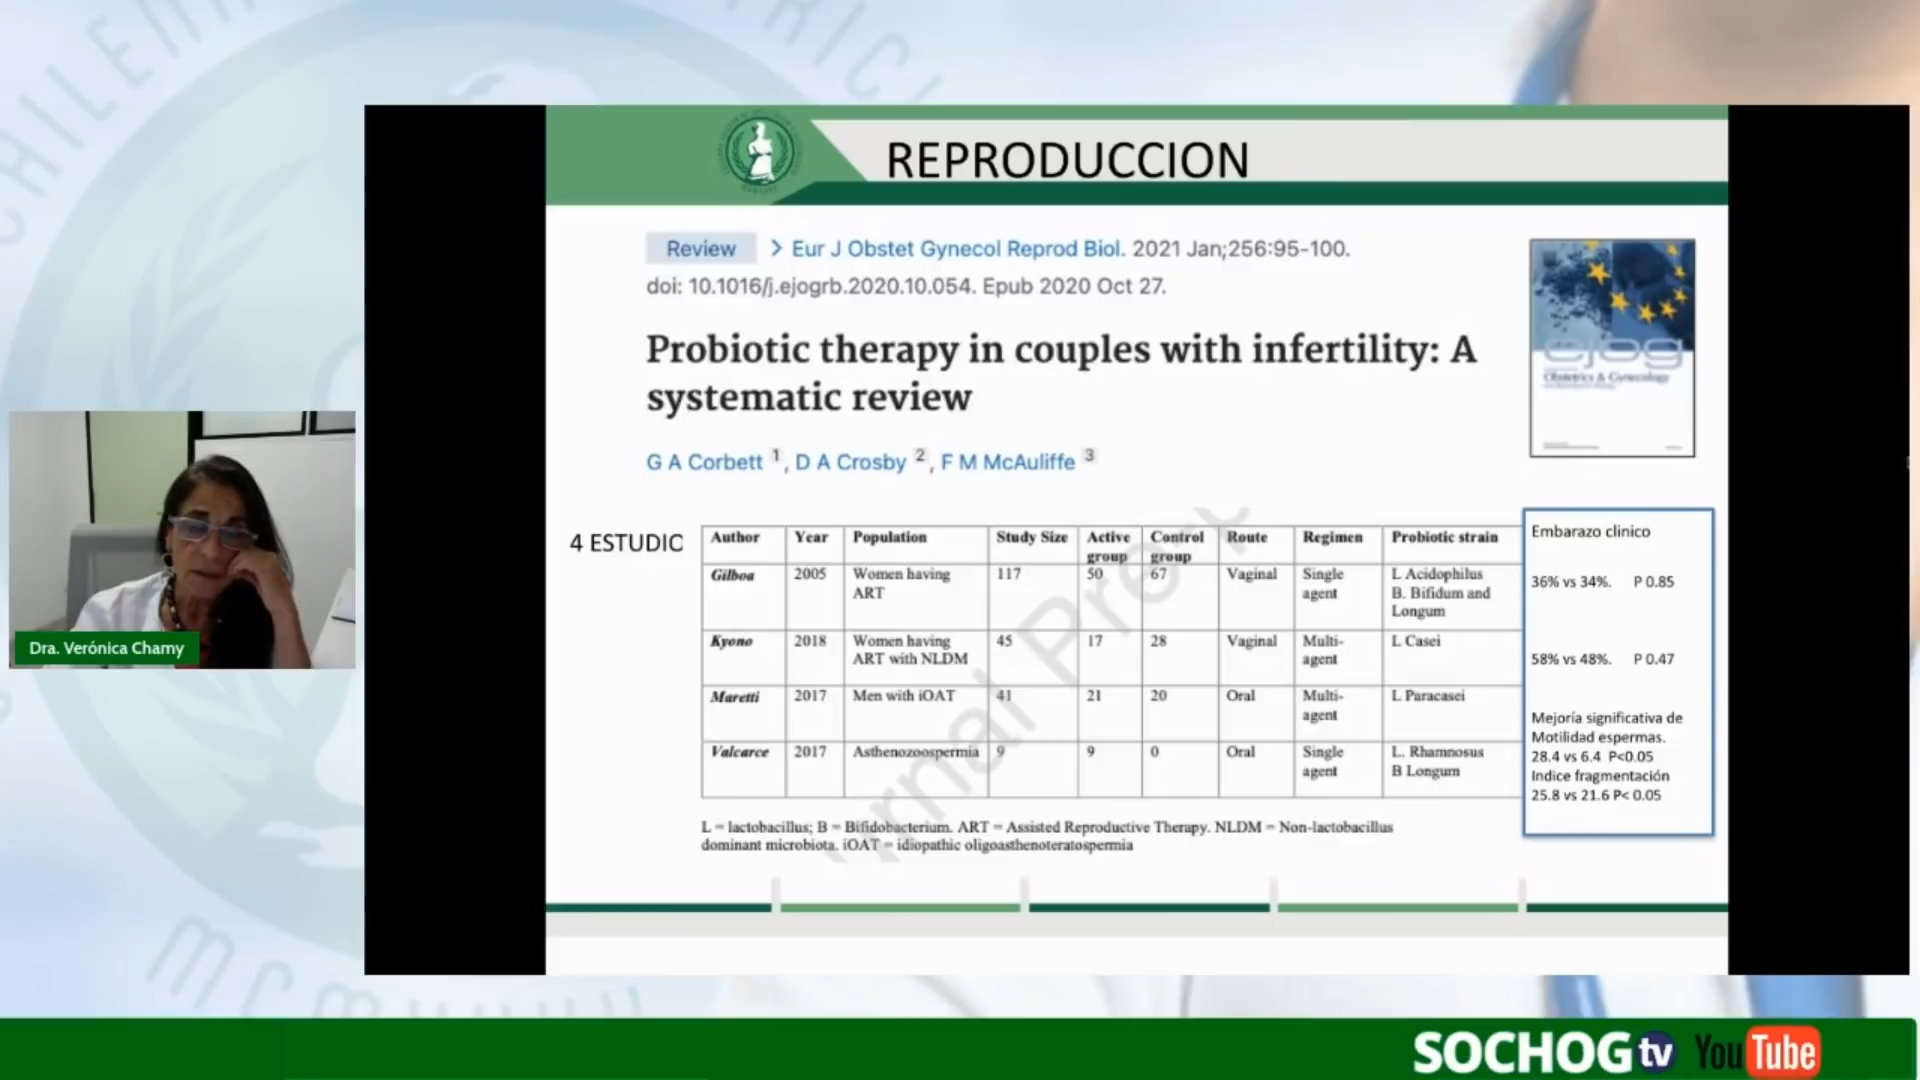 REPRODUCCION
Review > Eur J Obstet Gynecol Reprod Biol. 2021 Jan;256:95-100.
doi: 10.1016/j.ejogrb.2020.10.054. Epub 2020 Oct 27.
Probiotic therapy in couples with infertility: A
systematic review
G A Corbett 1, D A Crosby 2, F M McAuliffe 3
ejog
Obstetrics & Gynecology
4 ESTUDIO
Author Year Population Study Size Active group Control group Route Regimen Probiotic strain
Gilboa 2005 Women having ART 117 50 67 Vaginal Single agent L Acidophilus B. Bifidum and Longum
Kyono 2018 Women having ART with NLDM 45 17 28 Vaginal Multi-agent L Casei
Maretti 2017 Men with iOAT 41 21 20 Oral Multi-agent L Paracasei
Valcarce 2017 Asthenozoospermia 9 9 0 Oral Single agent L. Rhamnosus B Longum
L = lactobacillus; B = Bifidobacterium. ART = Assisted Reproductive Therapy. NLDM = Non-lactobacillus
dominant microbiota. iOAT = idiopathic oligoasthenoteratospermia
Embarazo clinico
36% vs 34%. P 0.85
58% vs 48%. P 0.47
Mejoría significativa de
Motilidad espermas.
28.4 vs 6.4 P<0.05
Indice fragmentación
25.8 vs 21.6 P< 0.05
Dra. Verónica Chamy
SOCHOG tv YouTube